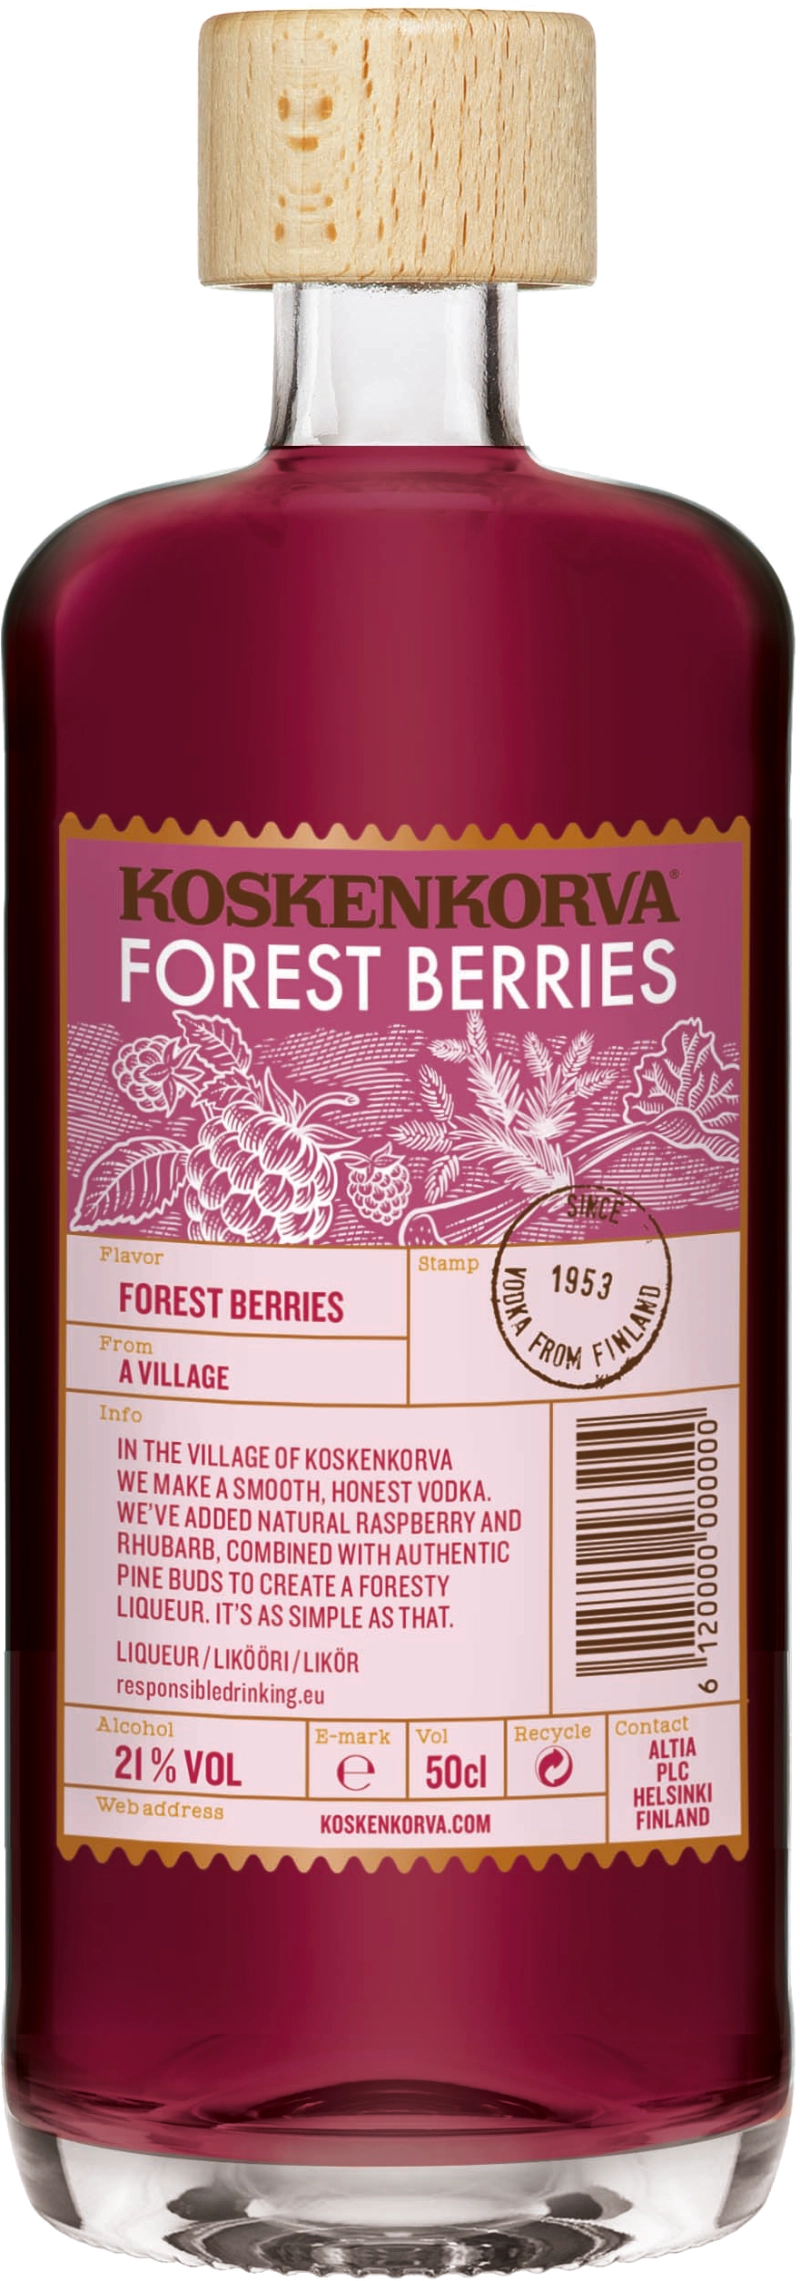 KOSKENKORVA®
FOREST BERRIES
Flavor
FOREST BERRIES
Stamp
SINCE
1953
VODKA FROM FINLAND
From
A VILLAGE
Info
IN THE VILLAGE OF KOSKENKORVA
WE MAKE A SMOOTH, HONEST VODKA.
WE'VE ADDED NATURAL RASPBERRY AND
RHUBARB, COMBINED WITH AUTHENTIC
PINE BUDS TO CREATE A FORESTY
LIQUEUR. IT'S AS SIMPLE AS THAT.
LIQUEUR / LIKÖÖRI / LIKÖR
responsibledrinking.eu
6 120000 000000
Alcohol
21 % VOL
E-mark
e
Vol
50cl
Recycle
Contact
ALTIA
PLC
HELSINKI
FINLAND
Web address
KOSKENKORVA.COM